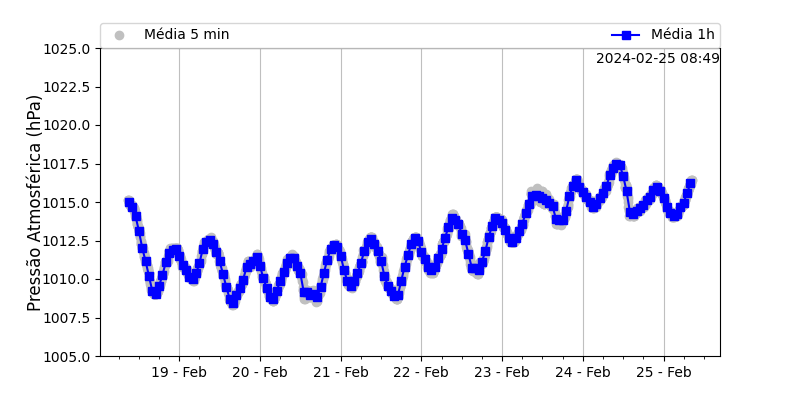 Média 5 min
Média 1h
2024-02-25 08:49
Pressão Atmosférica (hPa)
1025.0
1022.5
1020.0
1017.5
1015.0
1012.5
1010.0
1007.5
1005.0
19 - Feb
20 - Feb
21 - Feb
22 - Feb
23 - Feb
24 - Feb
25 - Feb